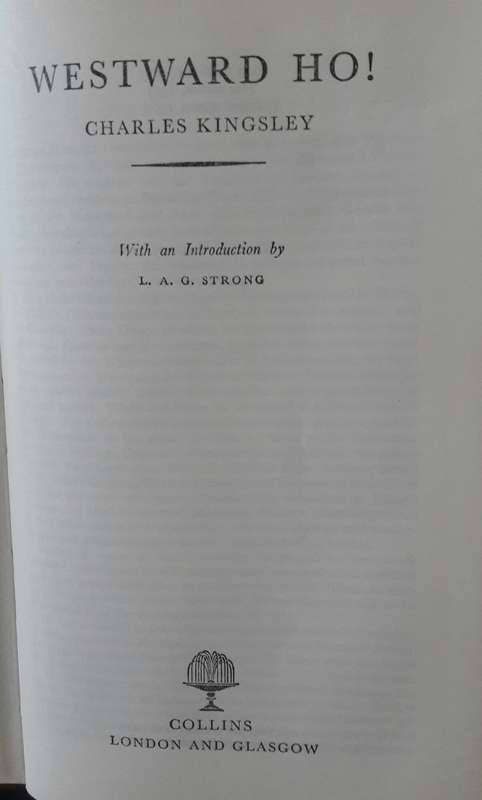 WESTWARD HO!
CHARLES KINGSLEY
With an Introduction by
L. A. G. STRONG
COLLINS
LONDON AND GLASGOW